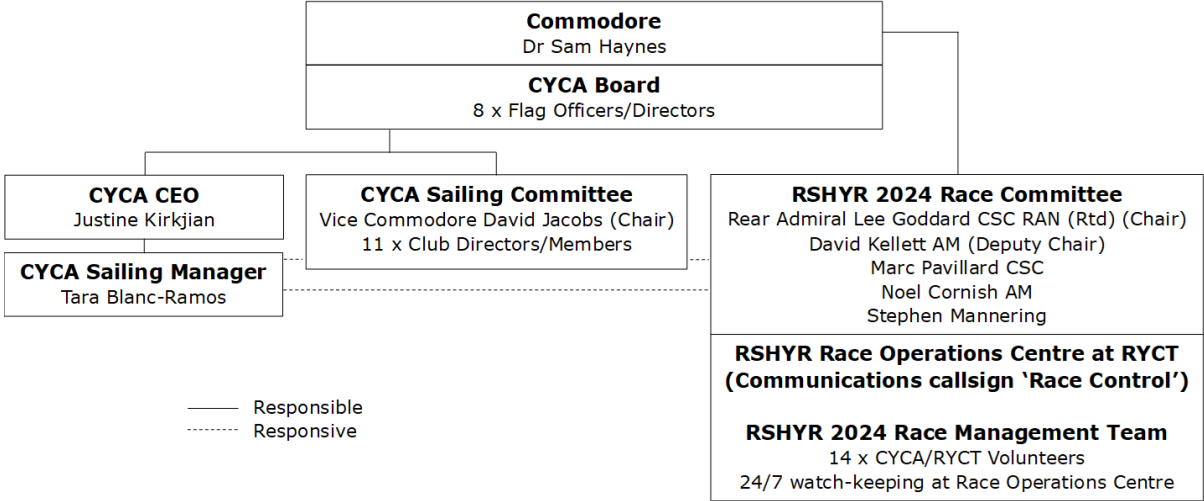 Commodore
Dr Sam Haynes
CYCA Board
8 x Flag Officers/Directors
CYCA CEO
Justine Kirkjian
CYCA Sailing Manager
Tara Blanc-Ramos
CYCA Sailing Committee
Vice Commodore David Jacobs (Chair)
11 x Club Directors/Members
RSHYR 2024 Race Committee
Rear Admiral Lee Goddard CSC RAN (Rtd) (Chair)
David Kellett AM (Deputy Chair)
Marc Pavillard CSC
Noel Cornish AM
Stephen Mannering
RSHYR Race Operations Centre at RYCT
(Communications callsign ‘Race Control’)
RSHYR 2024 Race Management Team
14 x CYCA/RYCT Volunteers
24/7 watch-keeping at Race Operations Centre
Responsible
Responsive